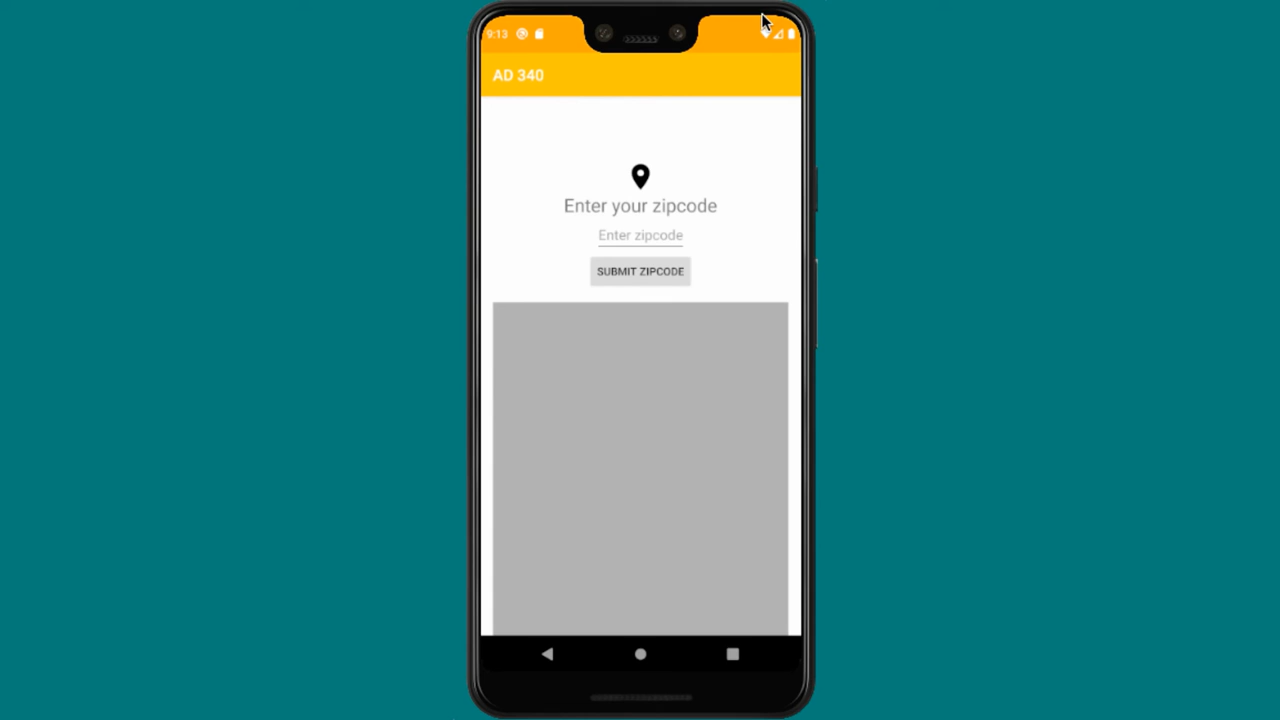 9:13
AD 340
Enter your zipcode
Enter zipcode
SUBMIT ZIPCODE